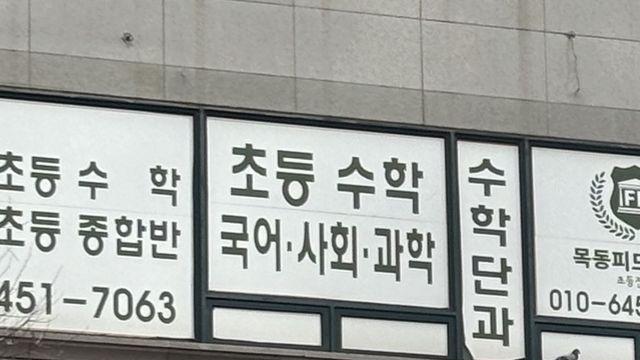 초등 수 학
초등 종합반
451-7063
초등 수학
국어·사회·과학
수학단과
목동피
010-645